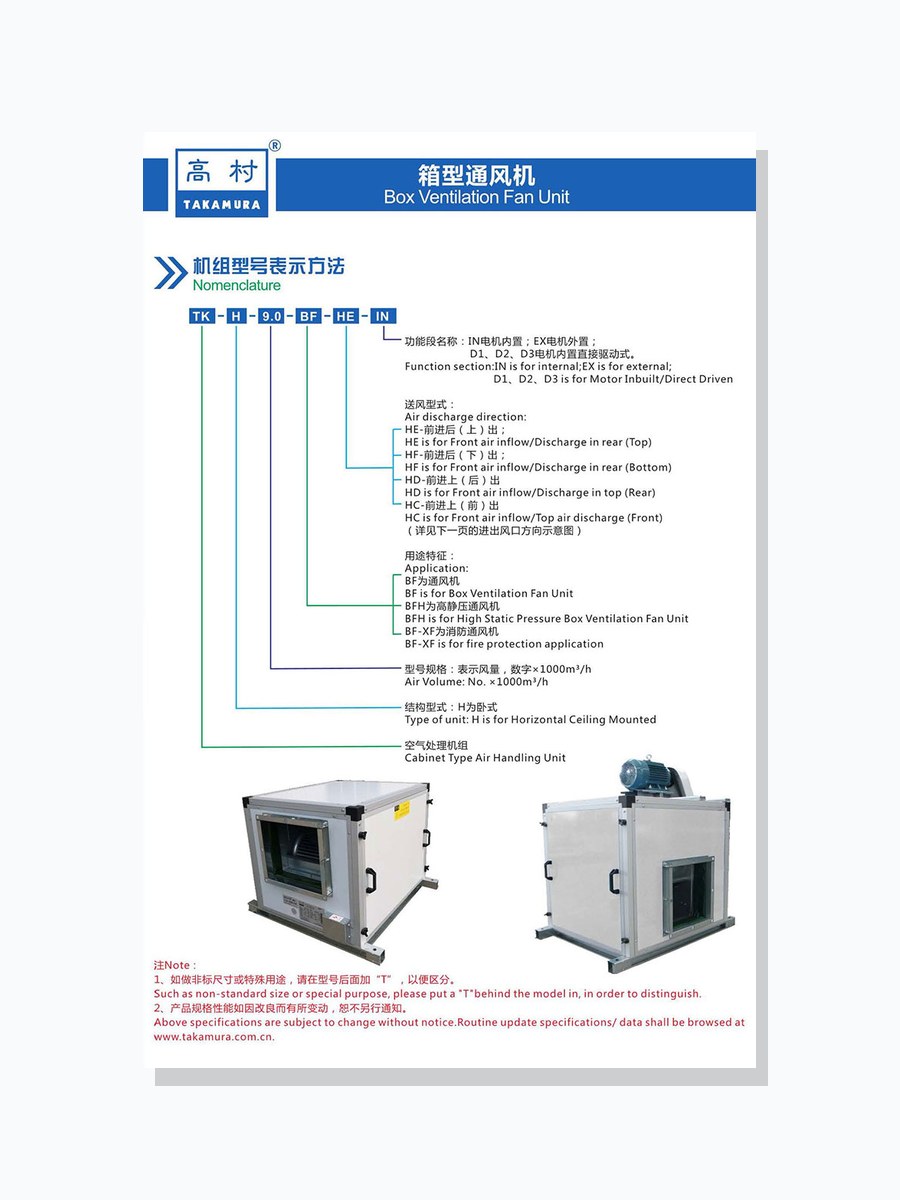 高村
TAKAMURA
®
箱型通风机
Box Ventilation Fan Unit
机组型号表示方法
Nomenclature
TK - H - 9.0 - BF - HE - IN
功能段名称：IN电机内置；EX电机外置；
D1、D2、D3电机内置直接驱动式。
Function section:IN is for internal;EX is for external;
D1、D2、D3 is for Motor Inbuilt/Direct Driven
送风型式：
Air discharge direction:
HE-前进后（上）出；
HE is for Front air inflow/Discharge in rear (Top)
HF-前进后（下）出；
HF is for Front air inflow/Discharge in rear (Bottom)
HD-前进上（后）出
HD is for Front air inflow/Discharge in top (Rear)
HC-前进上（前）出
HC is for Front air inflow/Top air discharge (Front)
（详见下一页的进出风口方向示意图）
用途特征：
Application:
BF为通风机
BF is for Box Ventilation Fan Unit
BFH为高静压通风机
BFH is for High Static Pressure Box Ventilation Fan Unit
BF-XF为消防通风机
BF-XF is for fire protection application
型号规格：表示风量，数字×1000m³/h
Air Volume: No. ×1000m³/h
结构型式：H为卧式
Type of unit: H is for Horizontal Ceiling Mounted
空气处理机组
Cabinet Type Air Handling Unit
注Note：
1、如做非标尺寸或特殊用途，请在型号后面加“T”，以便区分。
Such as non-standard size or special purpose, please put a "T"behind the model in, in order to distinguish.
2、产品规格性能如因改良而有所变动，恕不另行通知。
Above specifications are subject to change without notice.Routine update specifications/ data shall be browsed at
www.takamura.com.cn.